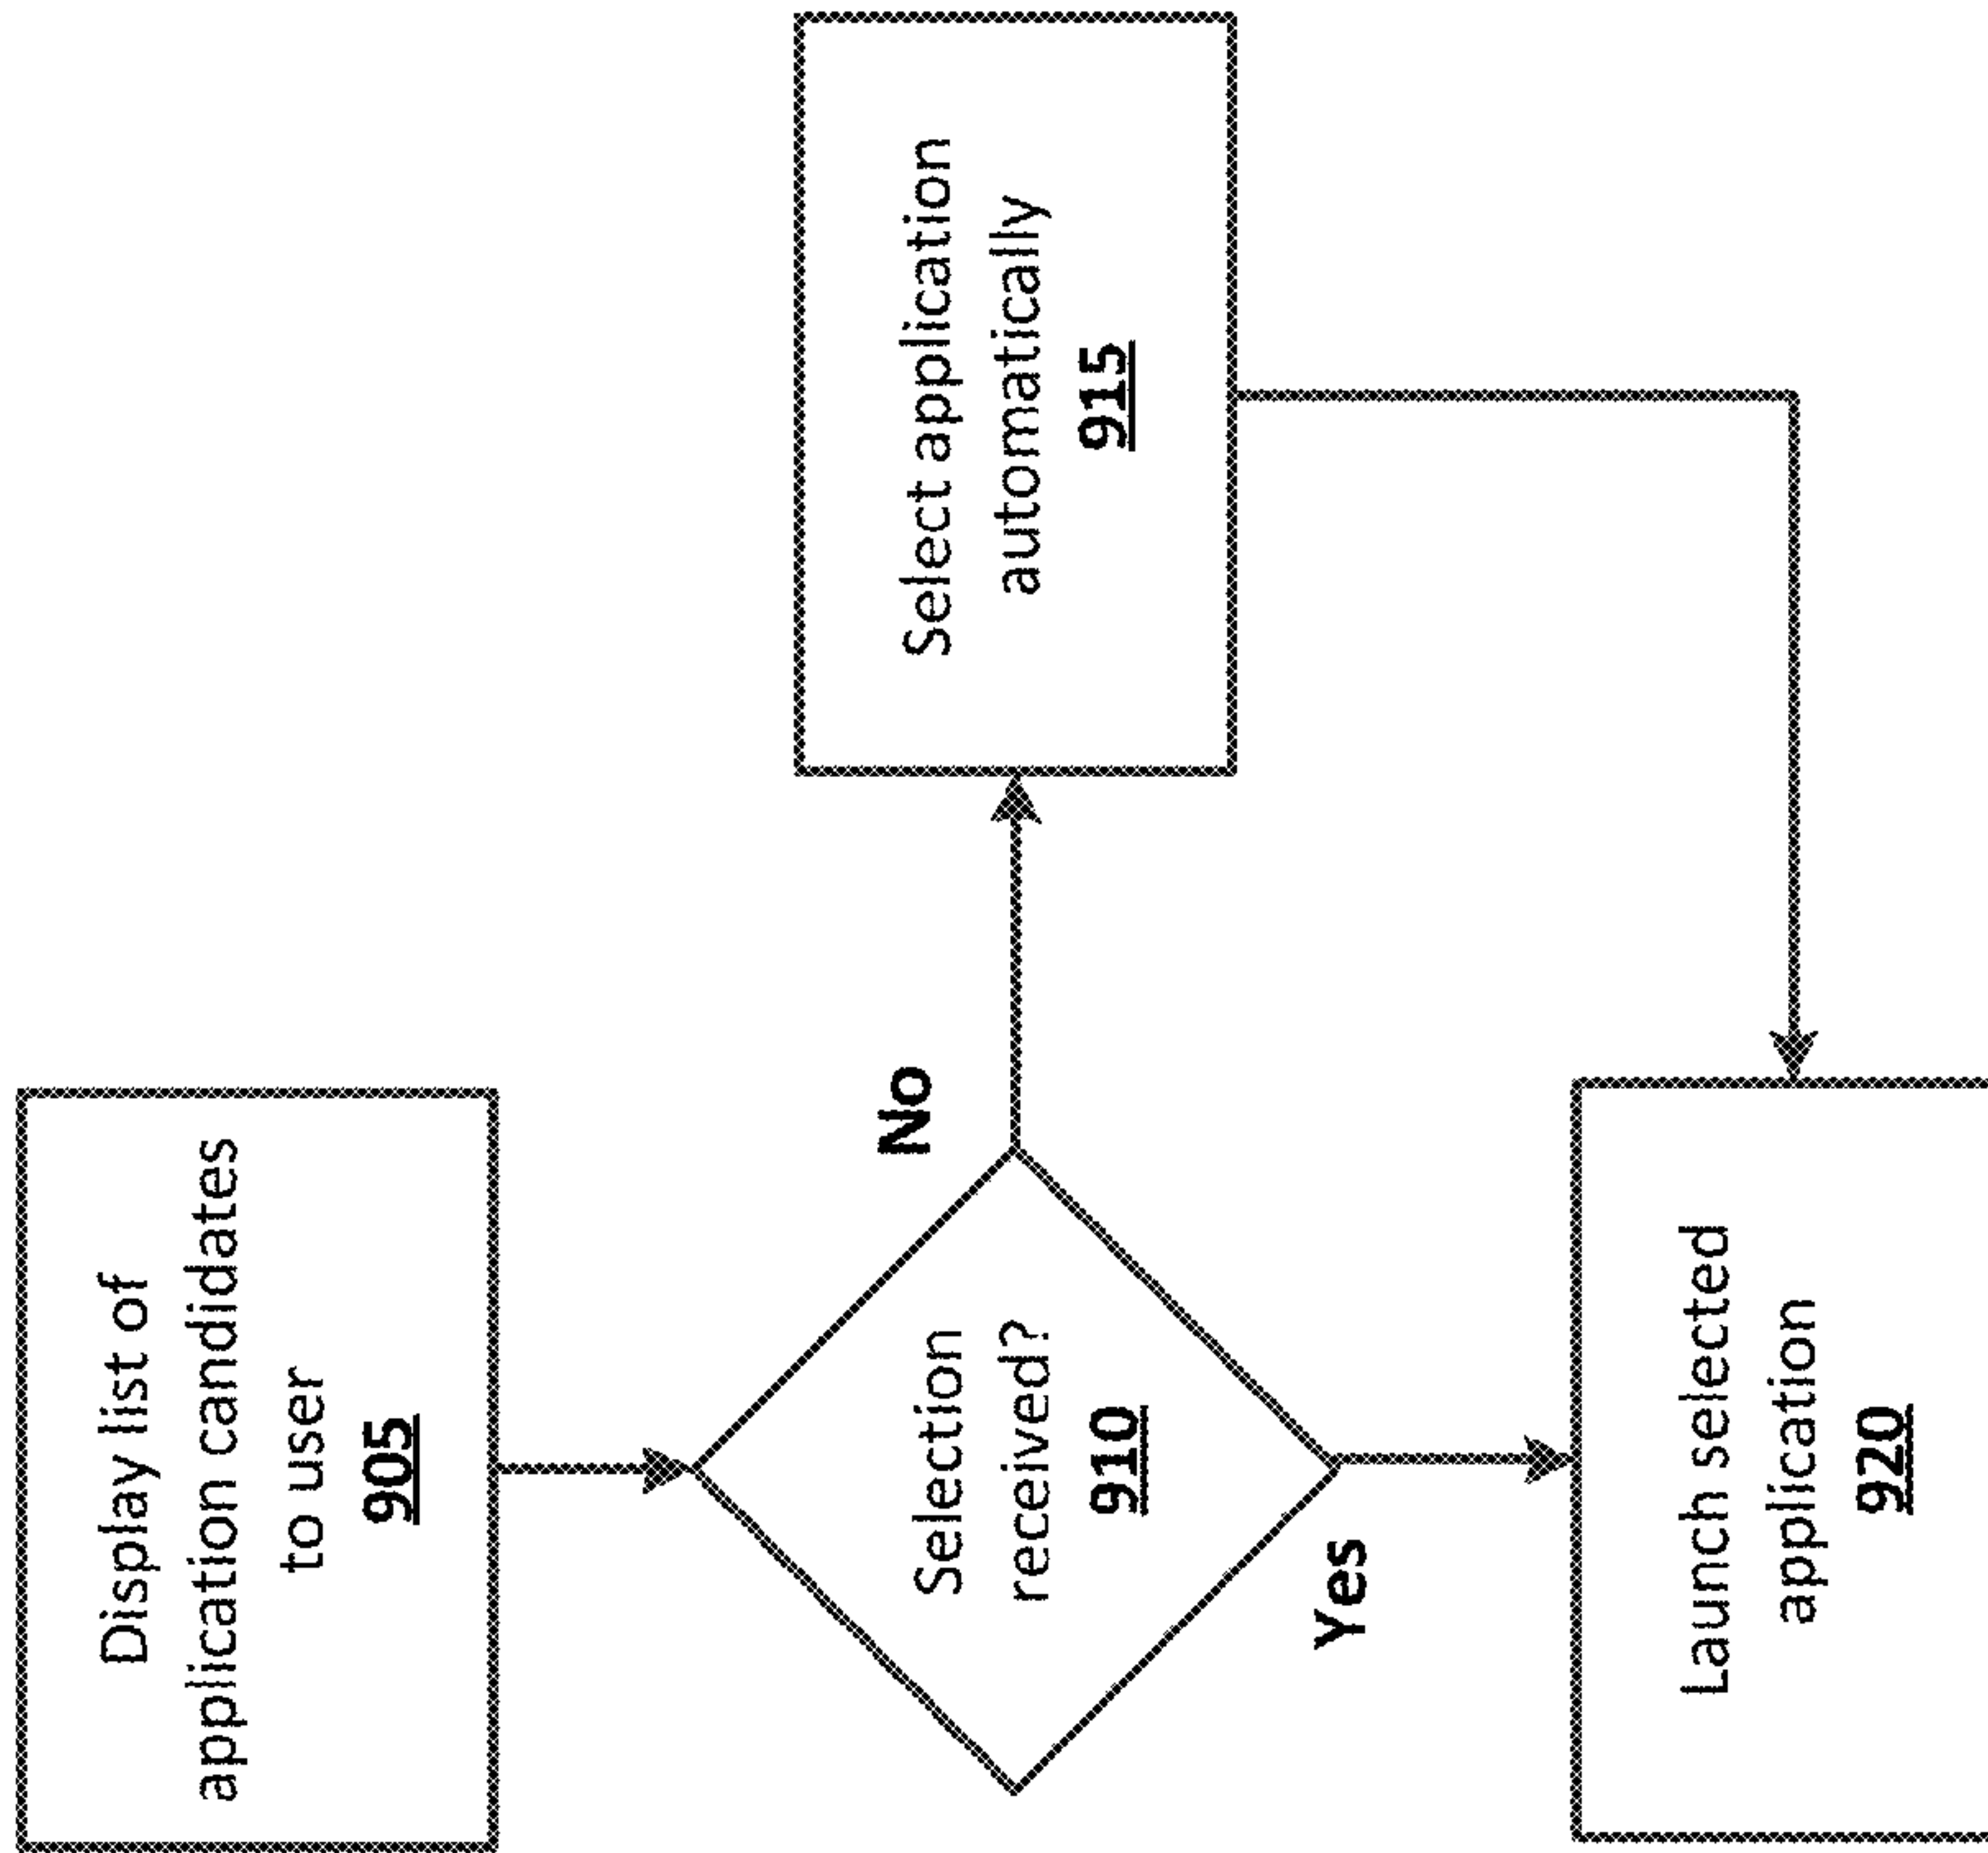 Display list of
application candidates
to user
905
Selection
received?
910
No
Yes
Select application
automatically
915
Launch selected
application
920